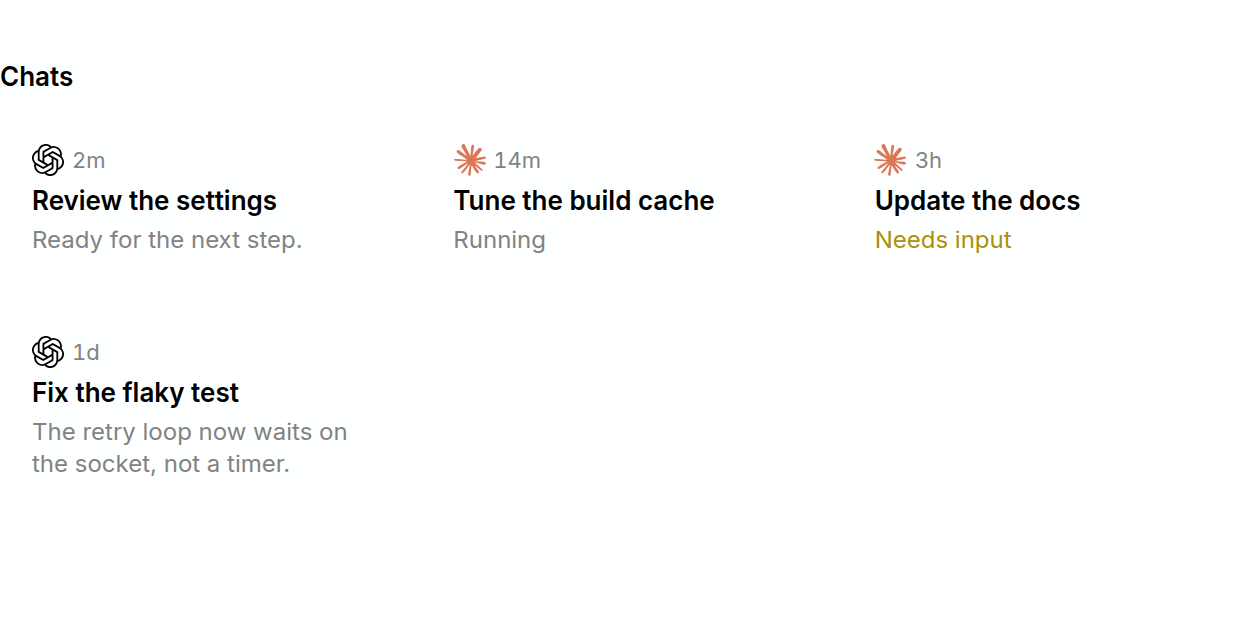 Chats
2m
Review the settings
Ready for the next step.
14m
Tune the build cache
Running
3h
Update the docs
Needs input
1d
Fix the flaky test
The retry loop now waits on
the socket, not a timer.